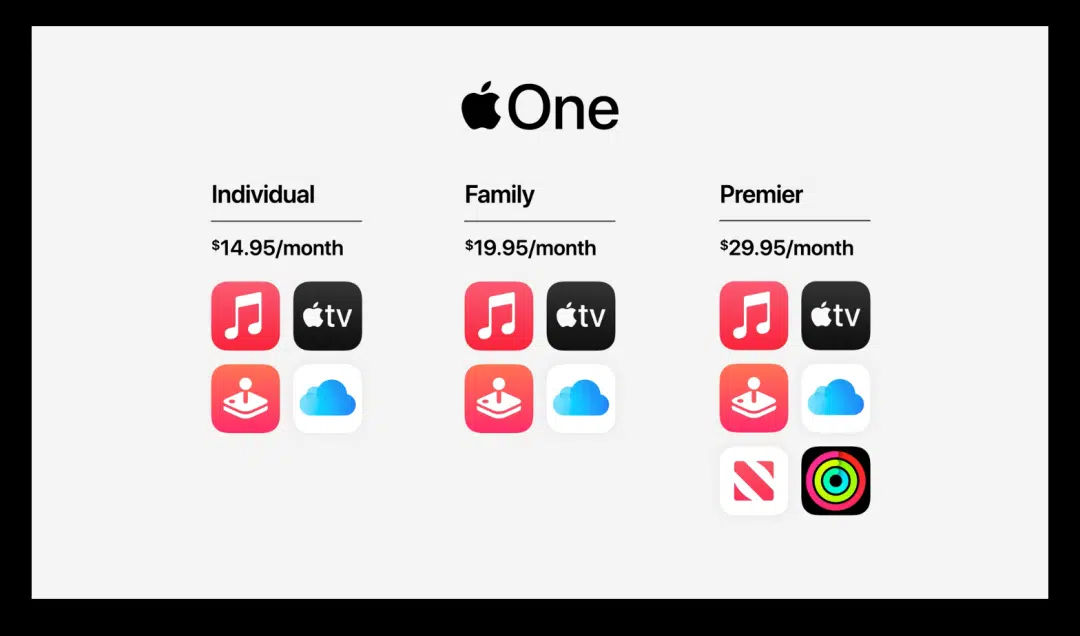 One
Individual
$14.95/month
tv
Family
$19.95/month
tv
Premier
$29.95/month
tv